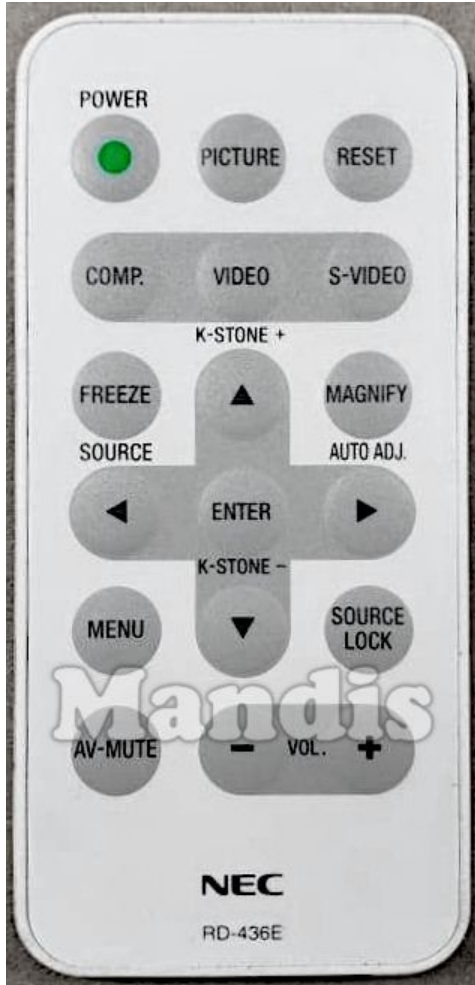 POWER
PICTURE
RESET
COMP.
VIDEO
S-VIDEO
K-STONE +
FREEZE
MAGNIFY
SOURCE
AUTO ADJ.
ENTER
K-STONE −
MENU
SOURCE
LOCK
Mandis
AV-MUTE
− VOL. +
NEC
RD-436E